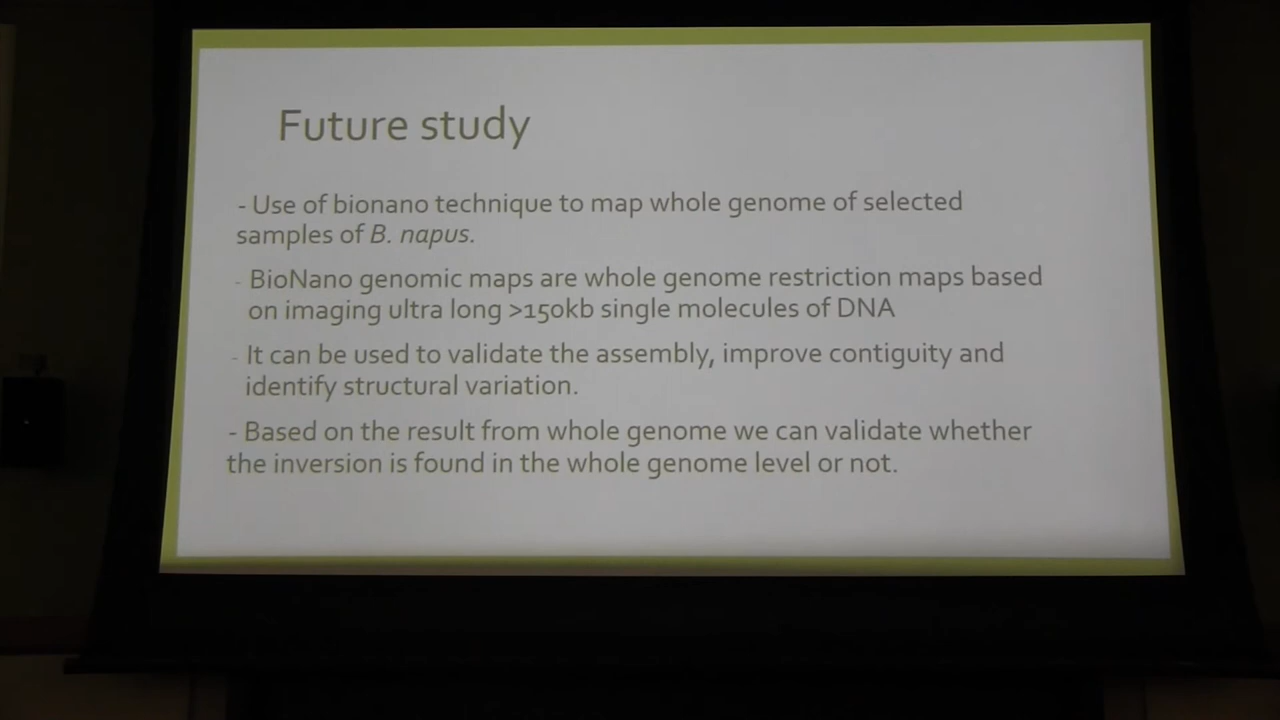 Future study
- Use of bionano technique to map whole genome of selected
samples of B. napus.
- BioNano genomic maps are whole genome restriction maps based
on imaging ultra long >150kb single molecules of DNA
- It can be used to validate the assembly, improve contiguity and
identify structural variation.
- Based on the result from whole genome we can validate whether
the inversion is found in the whole genome level or not.